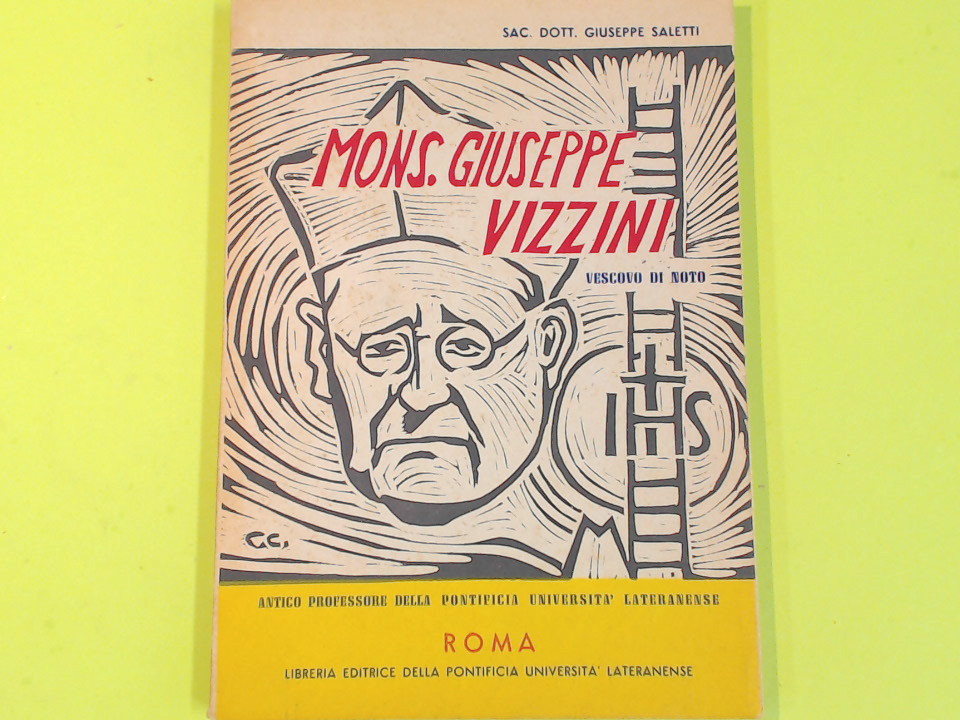 SAC. DOTT. GIUSEPPE SALETTI
MONS. GIUSEPPE
VIZZINI
VESCOVO DI NOTO
IHS
G.C.
ANTICO PROFESSORE DELLA PONTIFICIA UNIVERSITA' LATERANENSE
ROMA
LIBRERIA EDITRICE DELLA PONTIFICIA UNIVERSITA' LATERANENSE